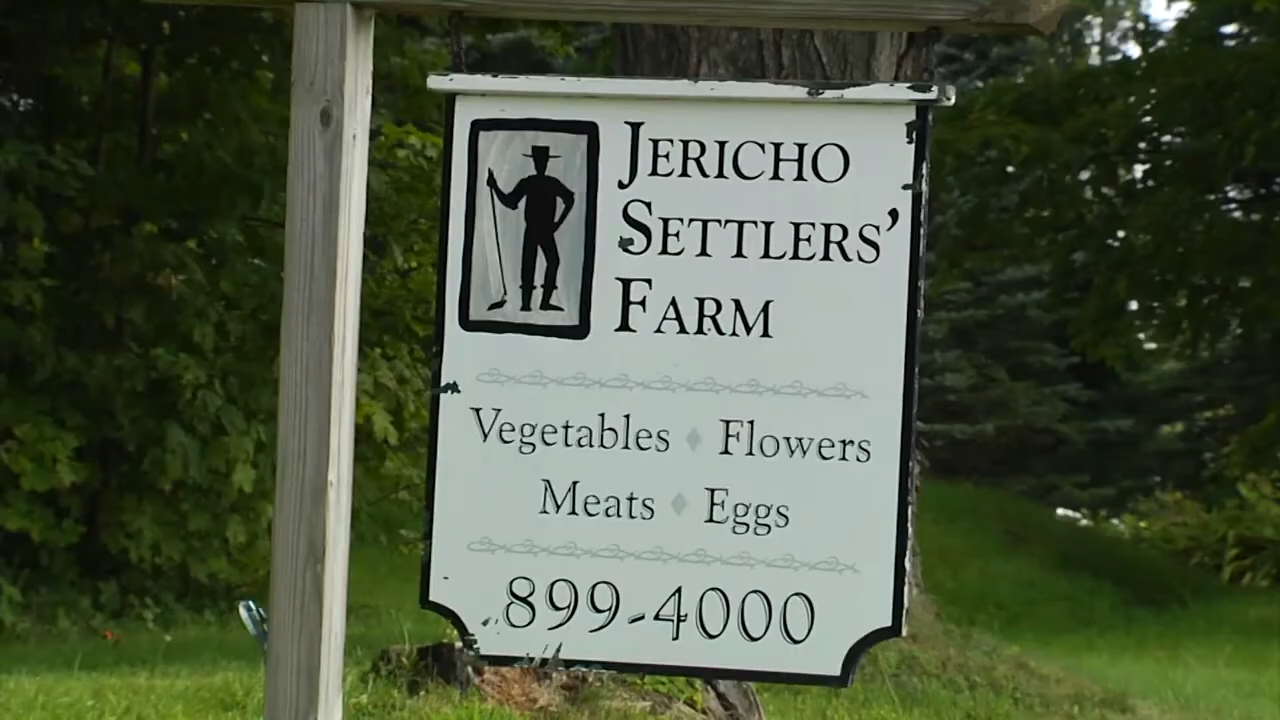 JERICHO
SETTLERS'
FARM
Vegetables ♦ Flowers
Meats ♦ Eggs
899-4000